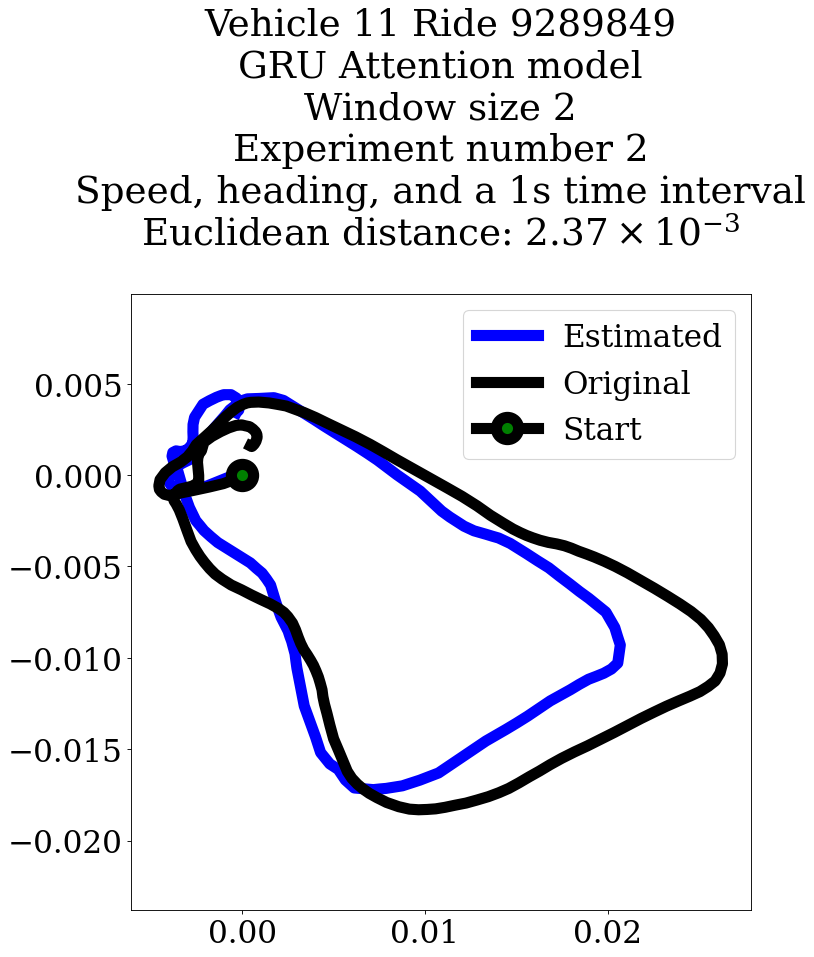 Vehicle 11 Ride 9289849
GRU Attention model
Window size 2
Experiment number 2
Speed, heading, and a 1s time interval
Euclidean distance: 2.37 × 10⁻³
Estimated
Original
Start
0.005
0.000
−0.005
−0.010
−0.015
−0.020
0.00 0.01 0.02